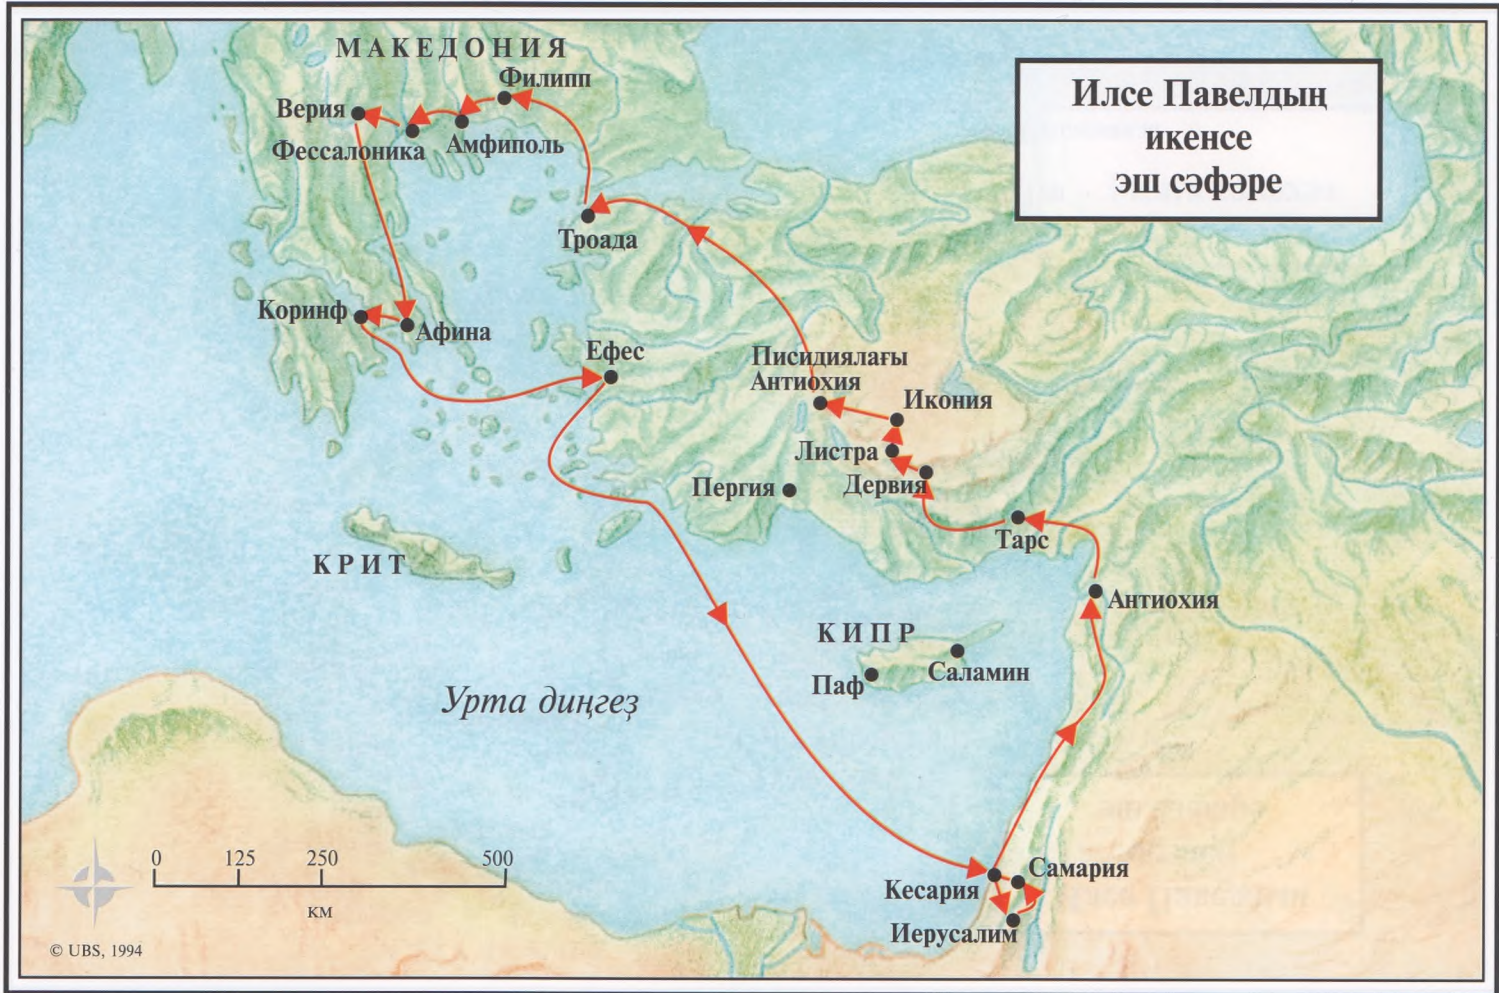 МАКЕДОНИЯ
Филипп
Верия
Фессалоника
Амфиполь
Илсе Павелдың
икенсе
эш сәфәре
Троада
Коринф
Афина
Ефес
Писидиялағы
Антиохия
Икония
Листра
Дервия
Пергия
Тарс
КРИТ
Антиохия
КИПР
Саламин
Паф
Урта диңгеҙ
0 125 250 500
км
Кесария
Самария
Иерусалим
© UBS, 1994